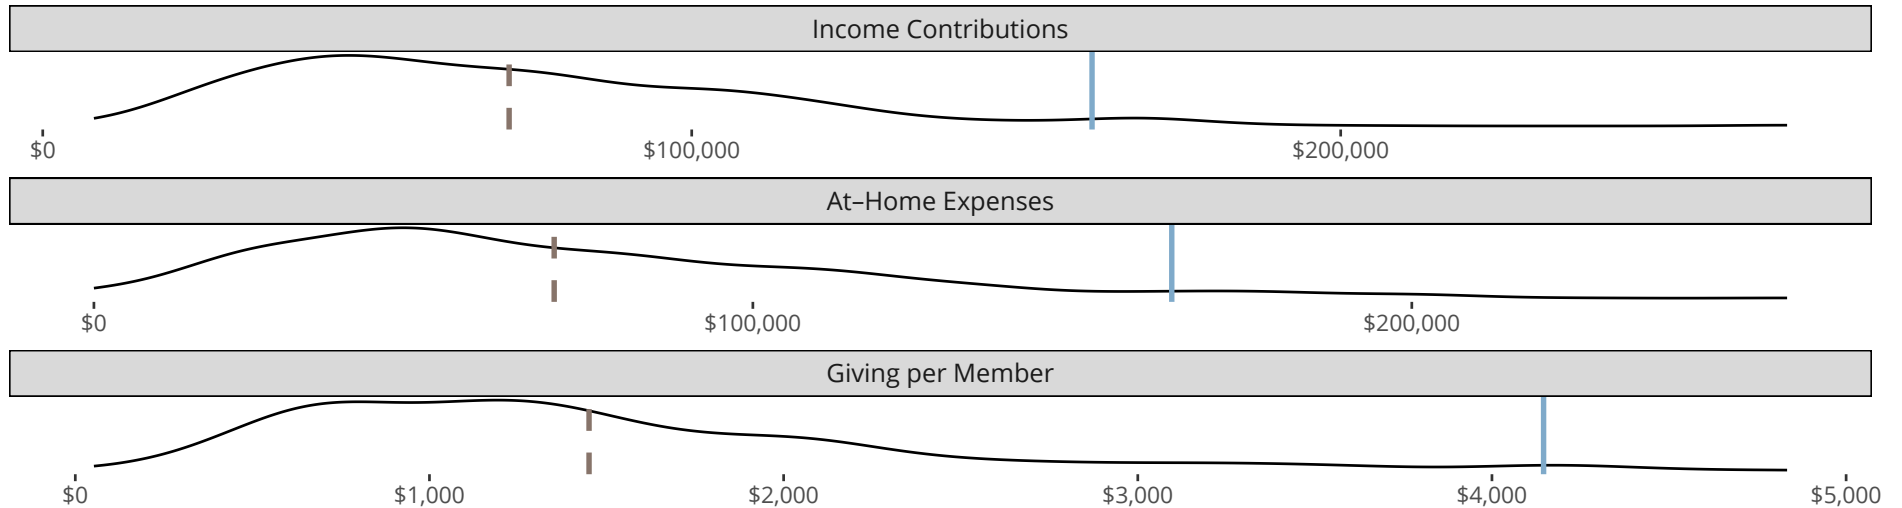 Income Contributions
$0 $100,000 $200,000
At–Home Expenses
$0 $100,000 $200,000
Giving per Member
$0 $1,000 $2,000 $3,000 $4,000 $5,000